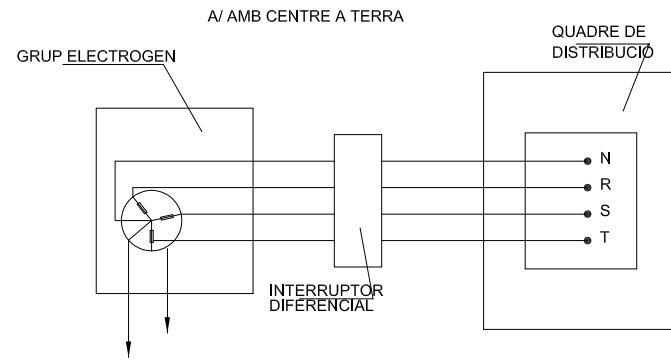 A/ AMB CENTRE A TERRA
GRUP ELECTROGEN
QUADRE DE
DISTRIBUCIÓ
N
R
S
T
INTERRUPTOR
DIFERENCIAL